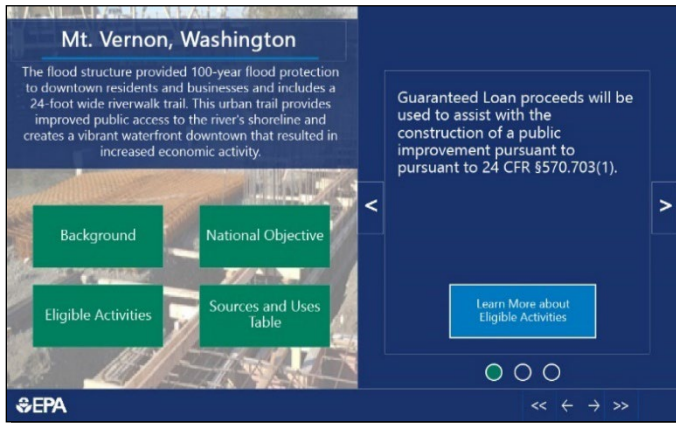 Mt. Vernon, Washington
The flood structure provided 100-year flood protection
to downtown residents and businesses and includes a
24-foot wide riverwalk trail. This urban trail provides
improved public access to the river's shoreline and
creates a vibrant waterfront downtown that resulted in
increased economic activity.
Background
National Objective
Eligible Activities
Sources and Uses
Table
<
Guaranteed Loan proceeds will be
used to assist with the
construction of a public
improvement pursuant to
pursuant to 24 CFR §570.703(1).
>
Learn More about
Eligible Activities
EPA
<< ← → >>